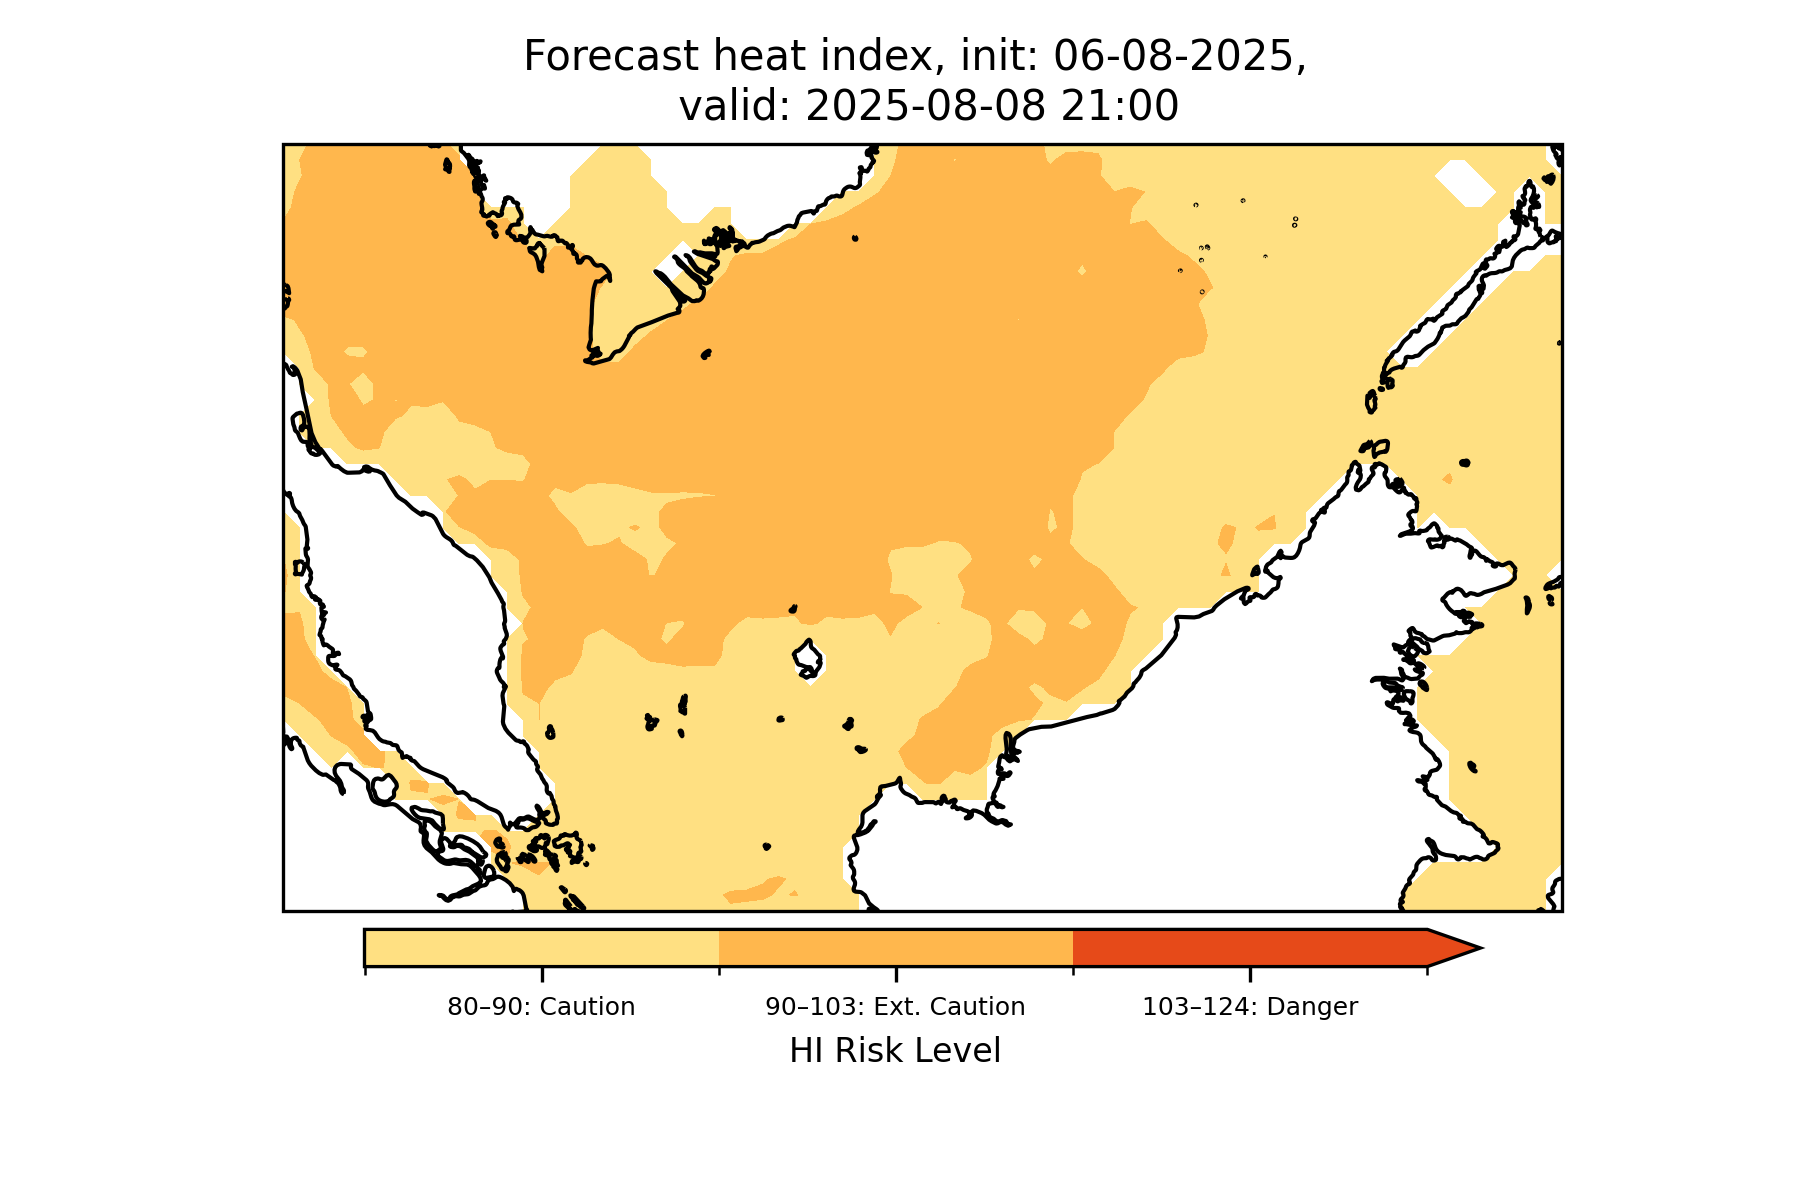 Forecast heat index, init: 06-08-2025,
valid: 2025-08-08 21:00
80–90: Caution
90–103: Ext. Caution
103–124: Danger
HI Risk Level